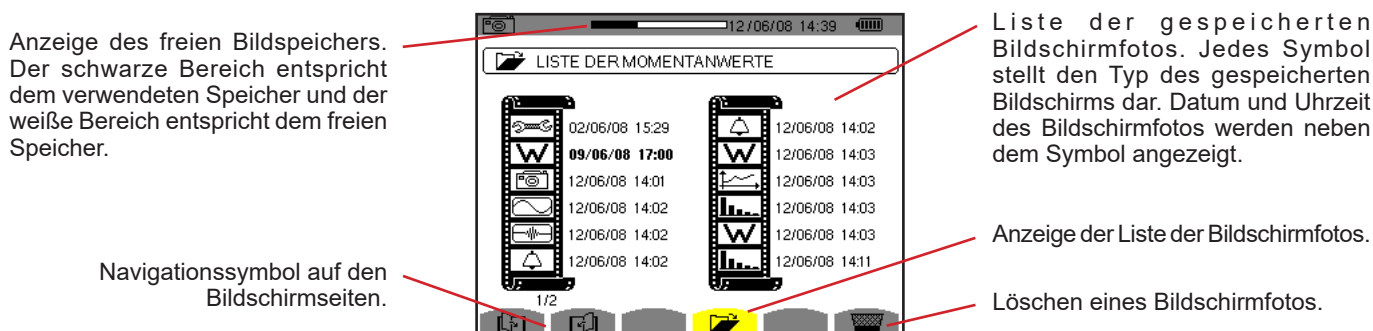 Anzeige des freien Bildspeichers.
Der schwarze Bereich entspricht
dem verwendeten Speicher und der
weiße Bereich entspricht dem freien
Speicher.
Navigationssymbol auf den
Bildschirmseiten.
12/06/08 14:39
LISTE DER MOMENTANWERTE
02/06/08 15:29
09/06/08 17:00
12/06/08 14:01
12/06/08 14:02
12/06/08 14:02
12/06/08 14:02
1/2
12/06/08 14:02
12/06/08 14:03
12/06/08 14:03
12/06/08 14:03
12/06/08 14:03
12/06/08 14:11
Liste der gespeicherten
Bildschirmfotos. Jedes Symbol
stellt den Typ des gespeicherten
Bildschirms dar. Datum und Uhrzeit
des Bildschirmfotos werden neben
dem Symbol angezeigt.
Anzeige der Liste der Bildschirmfotos.
Löschen eines Bildschirmfotos.